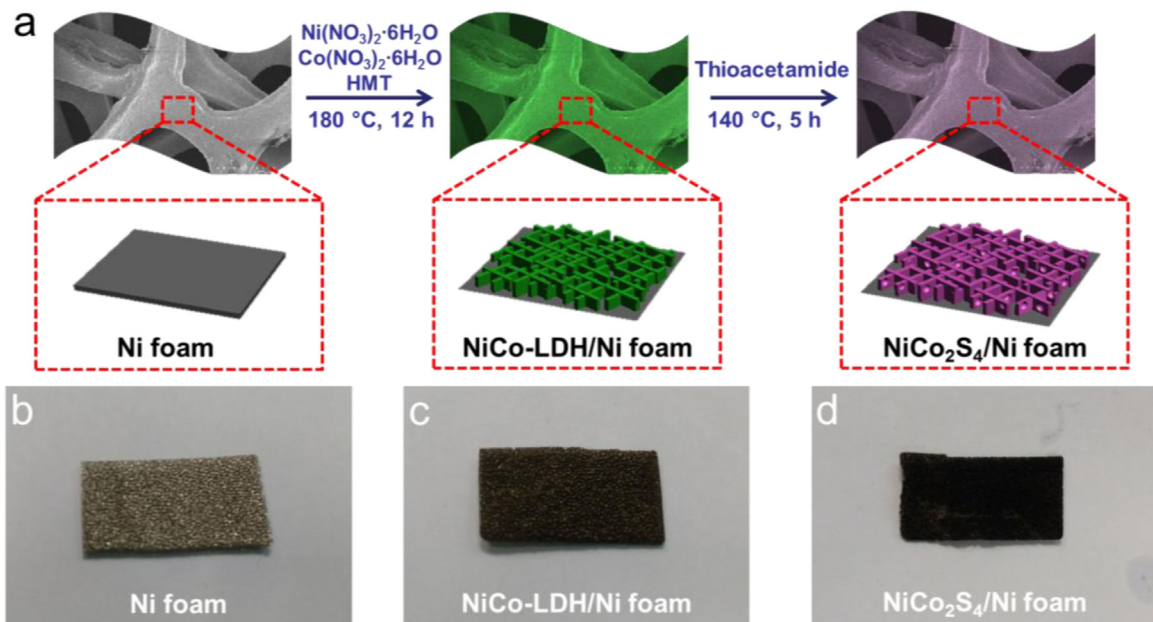 a
Ni(NO₃)₂·6H₂O
Co(NO₃)₂·6H₂O
HMT
180 °C, 12 h
Thioacetamide
140 °C, 5 h
Ni foam
NiCo-LDH/Ni foam
NiCo₂S₄/Ni foam
b
Ni foam
c
NiCo-LDH/Ni foam
d
NiCo₂S₄/Ni foam